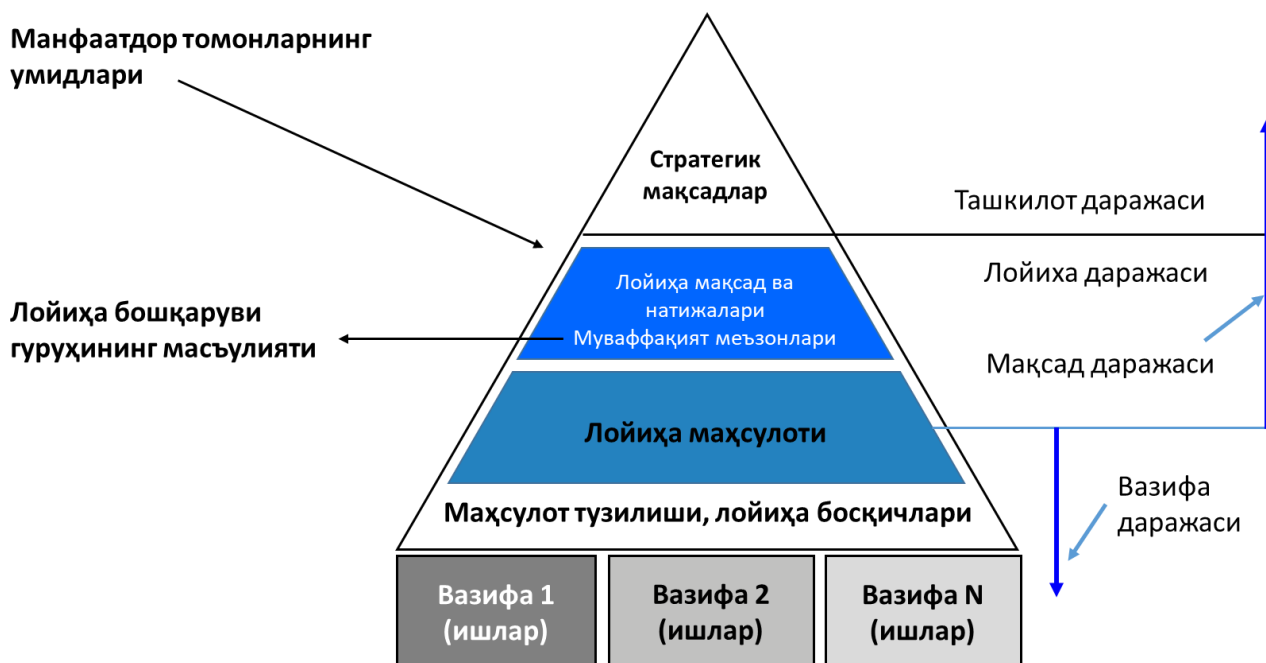 Манфаатдор томонларнинг
умидлари
Стратегик
мақсадлар
Ташкилот даражаси
Лойиха даражаси
Лойиҳа мақсад ва
натижалари
Муваффақият меъзонлари
Лойиҳа бошқаруви
гуруҳининг масъулияти
Мақсад даражаси
Лойиҳа маҳсулоти
Вазифа
даражаси
Маҳсулот тузилиши, лойиҳа босқичлари
Вазифа 1
(ишлар)
Вазифа 2
(ишлар)
Вазифа N
(ишлар)